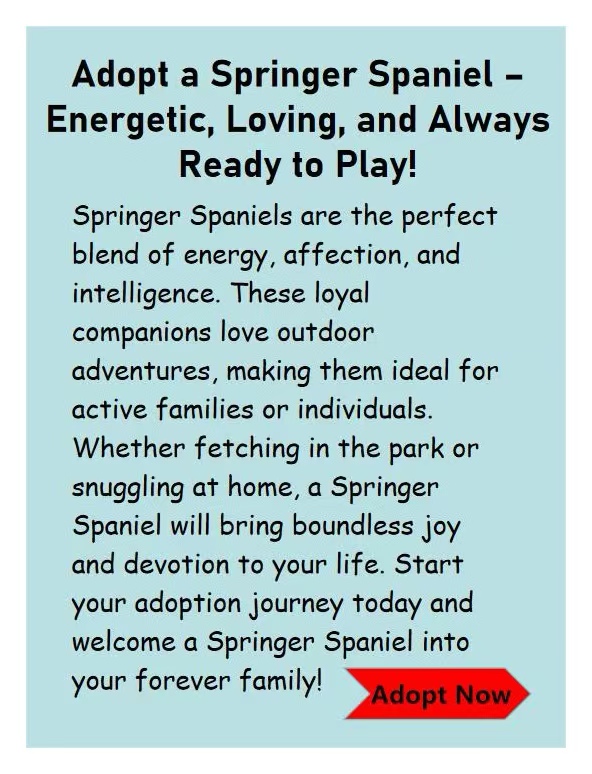 Adopt a Springer Spaniel –
Energetic, Loving, and Always
Ready to Play!
Springer Spaniels are the perfect
blend of energy, affection, and
intelligence. These loyal
companions love outdoor
adventures, making them ideal for
active families or individuals.
Whether fetching in the park or
snuggling at home, a Springer
Spaniel will bring boundless joy
and devotion to your life. Start
your adoption journey today and
welcome a Springer Spaniel into
your forever family!
Adopt Now